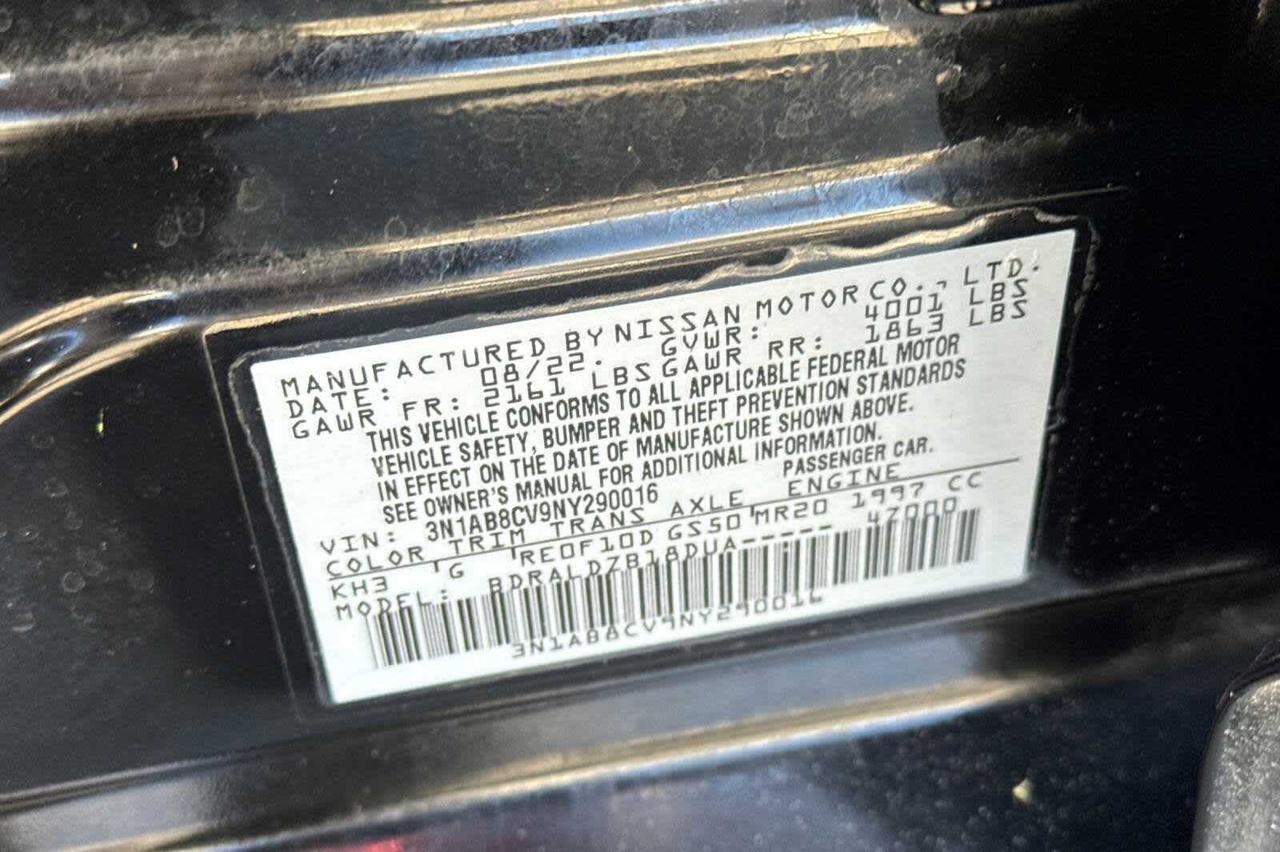 MANUFACTURED BY NISSAN MOTOR CO., LTD.
DATE: 08/22. GVWR: 4001 LBS
GAWR FR: 2161 LBS GAWR RR: 1863 LBS
THIS VEHICLE CONFORMS TO ALL APPLICABLE FEDERAL MOTOR
VEHICLE SAFETY, BUMPER AND THEFT PREVENTION STANDARDS
IN EFFECT ON THE DATE OF MANUFACTURE SHOWN ABOVE.
SEE OWNER'S MANUAL FOR ADDITIONAL INFORMATION.
VIN: 3N1AB8CV9NY290016 PASSENGER CAR.
COLOR TRIM TRANS AXLE ENGINE
KH3 G RE0F10D GS50 MR20 1997 CC
MODEL: BDRALDZB18DUA----- 47000
3N1AB8CV9NY290016